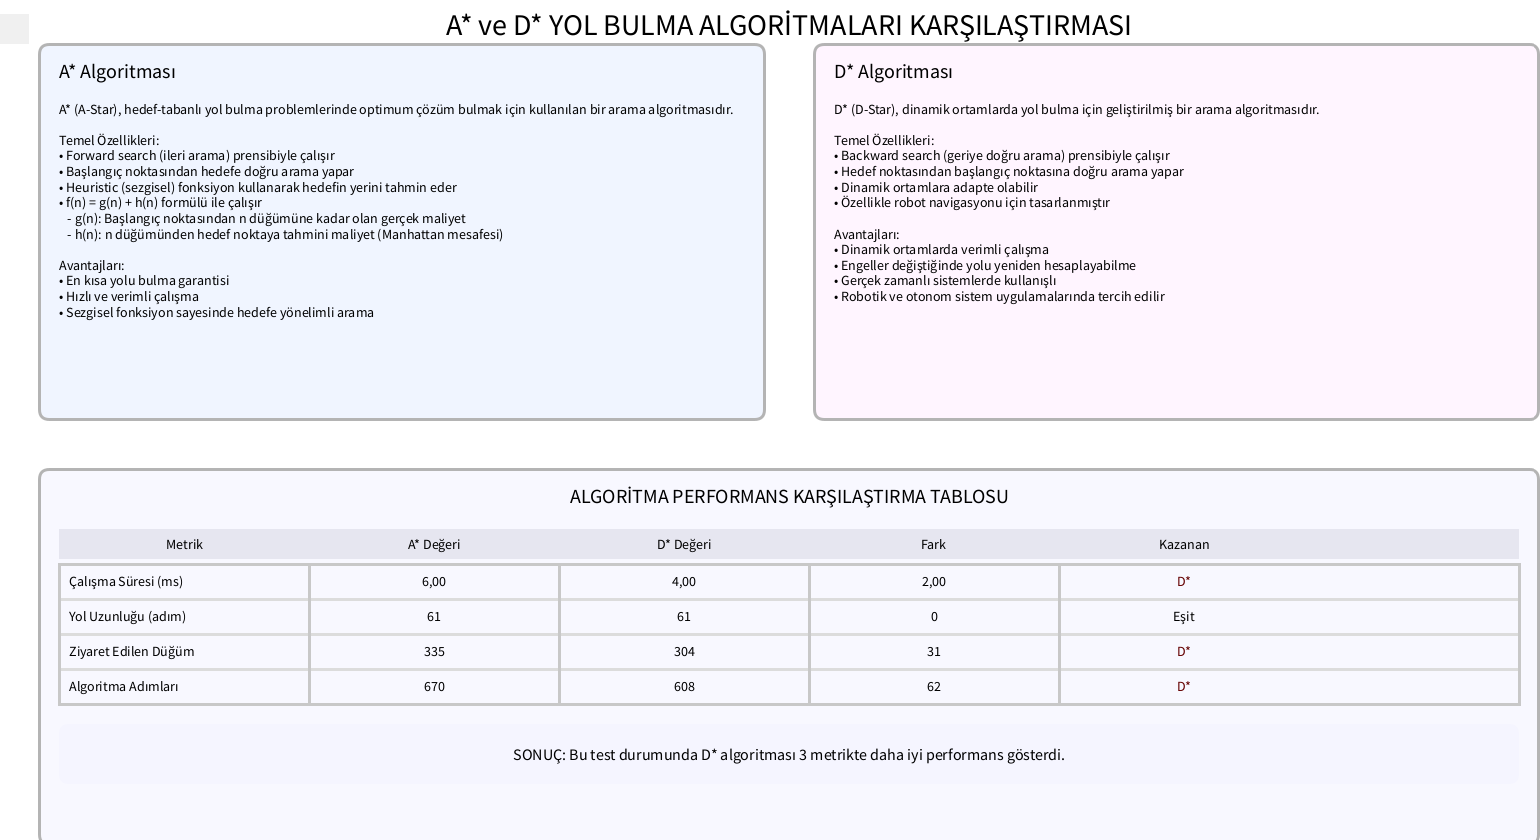 A* ve D* YOL BULMA ALGORİTMALARI KARŞILAŞTIRMASI
A* Algoritması
A* (A-Star), hedef-tabanlı yol bulma problemlerinde optimum çözüm bulmak için kullanılan bir arama algoritmasıdır.
Temel Özellikleri:
• Forward search (ileri arama) prensibiyle çalışır
• Başlangıç noktasından hedefe doğru arama yapar
• Heuristic (sezgisel) fonksiyon kullanarak hedefin yerini tahmin eder
• f(n) = g(n) + h(n) formülü ile çalışır
- g(n): Başlangıç noktasından n düğümüne kadar olan gerçek maliyet
- h(n): n düğümünden hedef noktaya tahmini maliyet (Manhattan mesafesi)
Avantajları:
• En kısa yolu bulma garantisi
• Hızlı ve verimli çalışma
• Sezgisel fonksiyon sayesinde hedefe yönelimli arama
D* Algoritması
D* (D-Star), dinamik ortamlarda yol bulma için geliştirilmiş bir arama algoritmasıdır.
Temel Özellikleri:
• Backward search (geriye doğru arama) prensibiyle çalışır
• Hedef noktasından başlangıç noktasına doğru arama yapar
• Dinamik ortamlara adapte olabilir
• Özellikle robot navigasyonu için tasarlanmıştır
Avantajları:
• Dinamik ortamlarda verimli çalışma
• Engeller değiştiğinde yolu yeniden hesaplayabilme
• Gerçek zamanlı sistemlerde kullanışlı
• Robotik ve otonom sistem uygulamalarında tercih edilir
ALGORİTMA PERFORMANS KARŞILAŞTIRMA TABLOSU
Metrik A* Değeri D* Değeri Fark Kazanan
Çalışma Süresi (ms) 6,00 4,00 2,00 D*
Yol Uzunluğu (adım) 61 61 0 Eşit
Ziyaret Edilen Düğüm 335 304 31 D*
Algoritma Adımları 670 608 62 D*
SONUÇ: Bu test durumunda D* algoritması 3 metrikte daha iyi performans gösterdi.